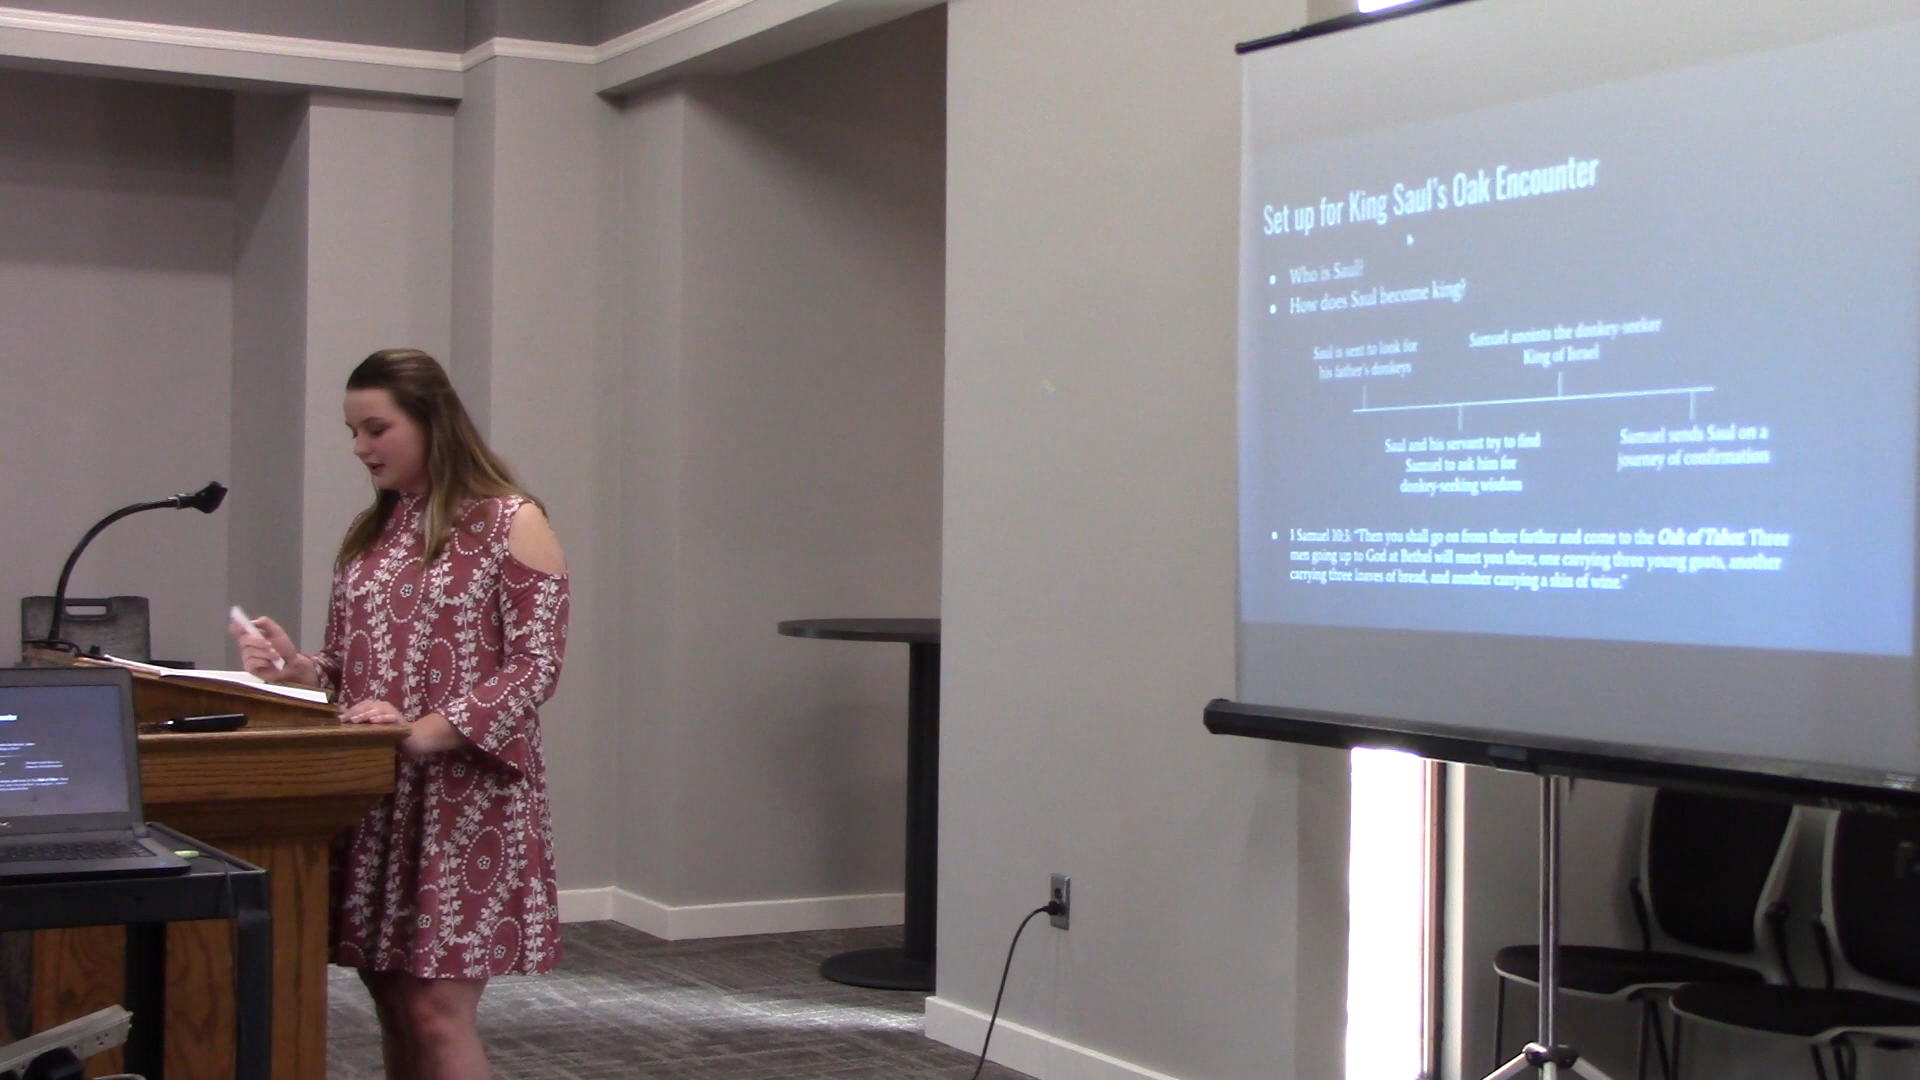 Set up for King Saul's Oak Encounter
• Who is Saul?
• How does Saul become king?
Saul is sent to look for
his father's donkeys
Samuel anoints the donkey-seeker
King of Israel
Saul and his servant try to find
Samuel to ask him for
donkey-seeking wisdom
Samuel sends Saul on a
journey of confirmation
• 1 Samuel 10:3: "Then you shall go on from there farther and come to the Oak of Tabor. Three
men going up to God at Bethel will meet you there, one carrying three young goats, another
carrying three loaves of bread, and another carrying a skin of wine."